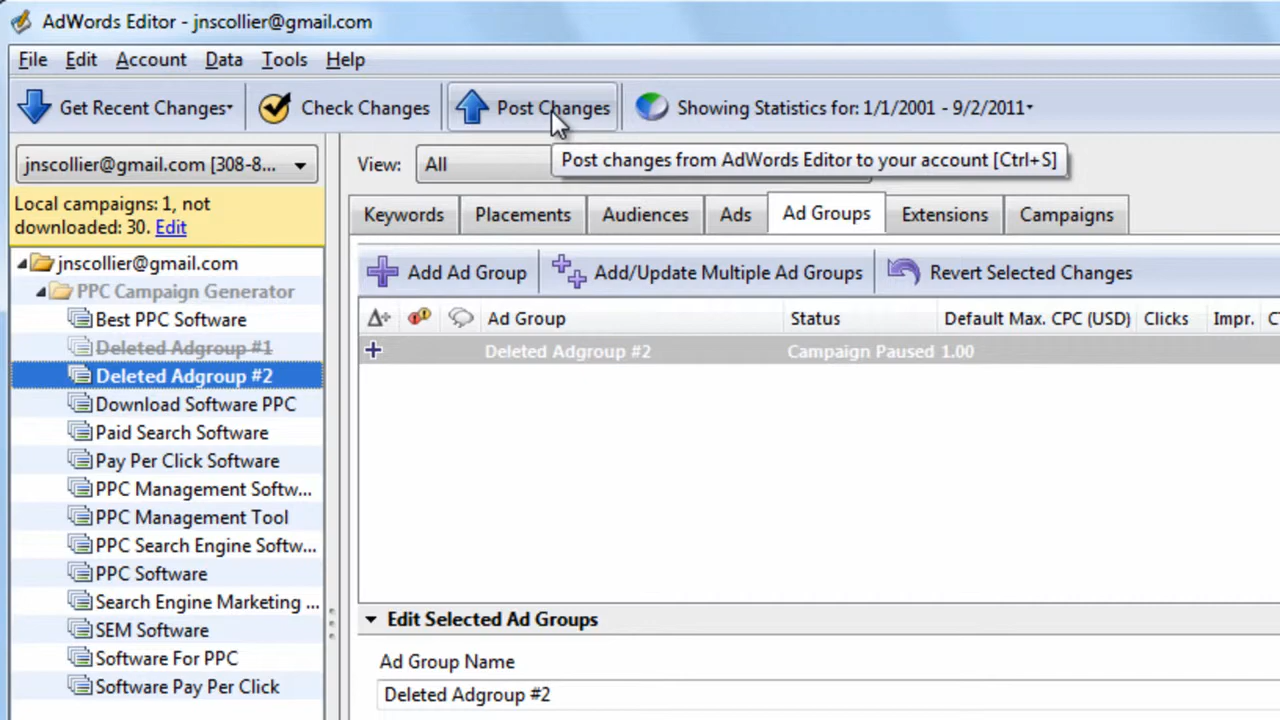 AdWords Editor - jnscollier@gmail.com
File Edit Account Data Tools Help
Get Recent Changes Check Changes Post Changes Showing Statistics for: 1/1/2001 - 9/2/2011
jnscollier@gmail.com [308-8... View: All Post changes from AdWords Editor to your account [Ctrl+S]
Local campaigns: 1, not
downloaded: 30. Edit
Keywords Placements Audiences Ads Ad Groups Extensions Campaigns
jnscollier@gmail.com
Add Ad Group Add/Update Multiple Ad Groups Revert Selected Changes
PPC Campaign Generator
Best PPC Software
Ad Group Status Default Max. CPC (USD) Clicks Impr. C
Deleted Adgroup #1
Deleted Adgroup #2 Campaign Paused 1.00
Deleted Adgroup #2
Download Software PPC
Paid Search Software
Pay Per Click Software
PPC Management Softw...
PPC Management Tool
PPC Search Engine Softw...
PPC Software
Search Engine Marketing ...
SEM Software
Software For PPC
Software Pay Per Click
Edit Selected Ad Groups
Ad Group Name
Deleted Adgroup #2